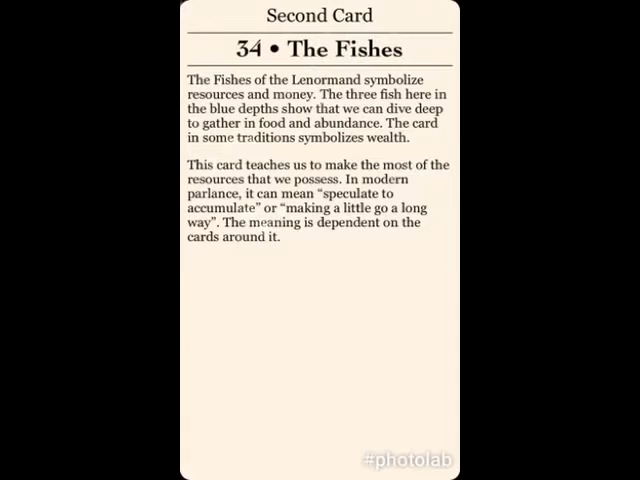 Second Card
34 • The Fishes
The Fishes of the Lenormand symbolize
resources and money. The three fish here in
the blue depths show that we can dive deep
to gather in food and abundance. The card
in some traditions symbolizes wealth.
This card teaches us to make the most of the
resources that we possess. In modern
parlance, it can mean “speculate to
accumulate” or “making a little go a long
way”. The meaning is dependent on the
cards around it.
#photolab